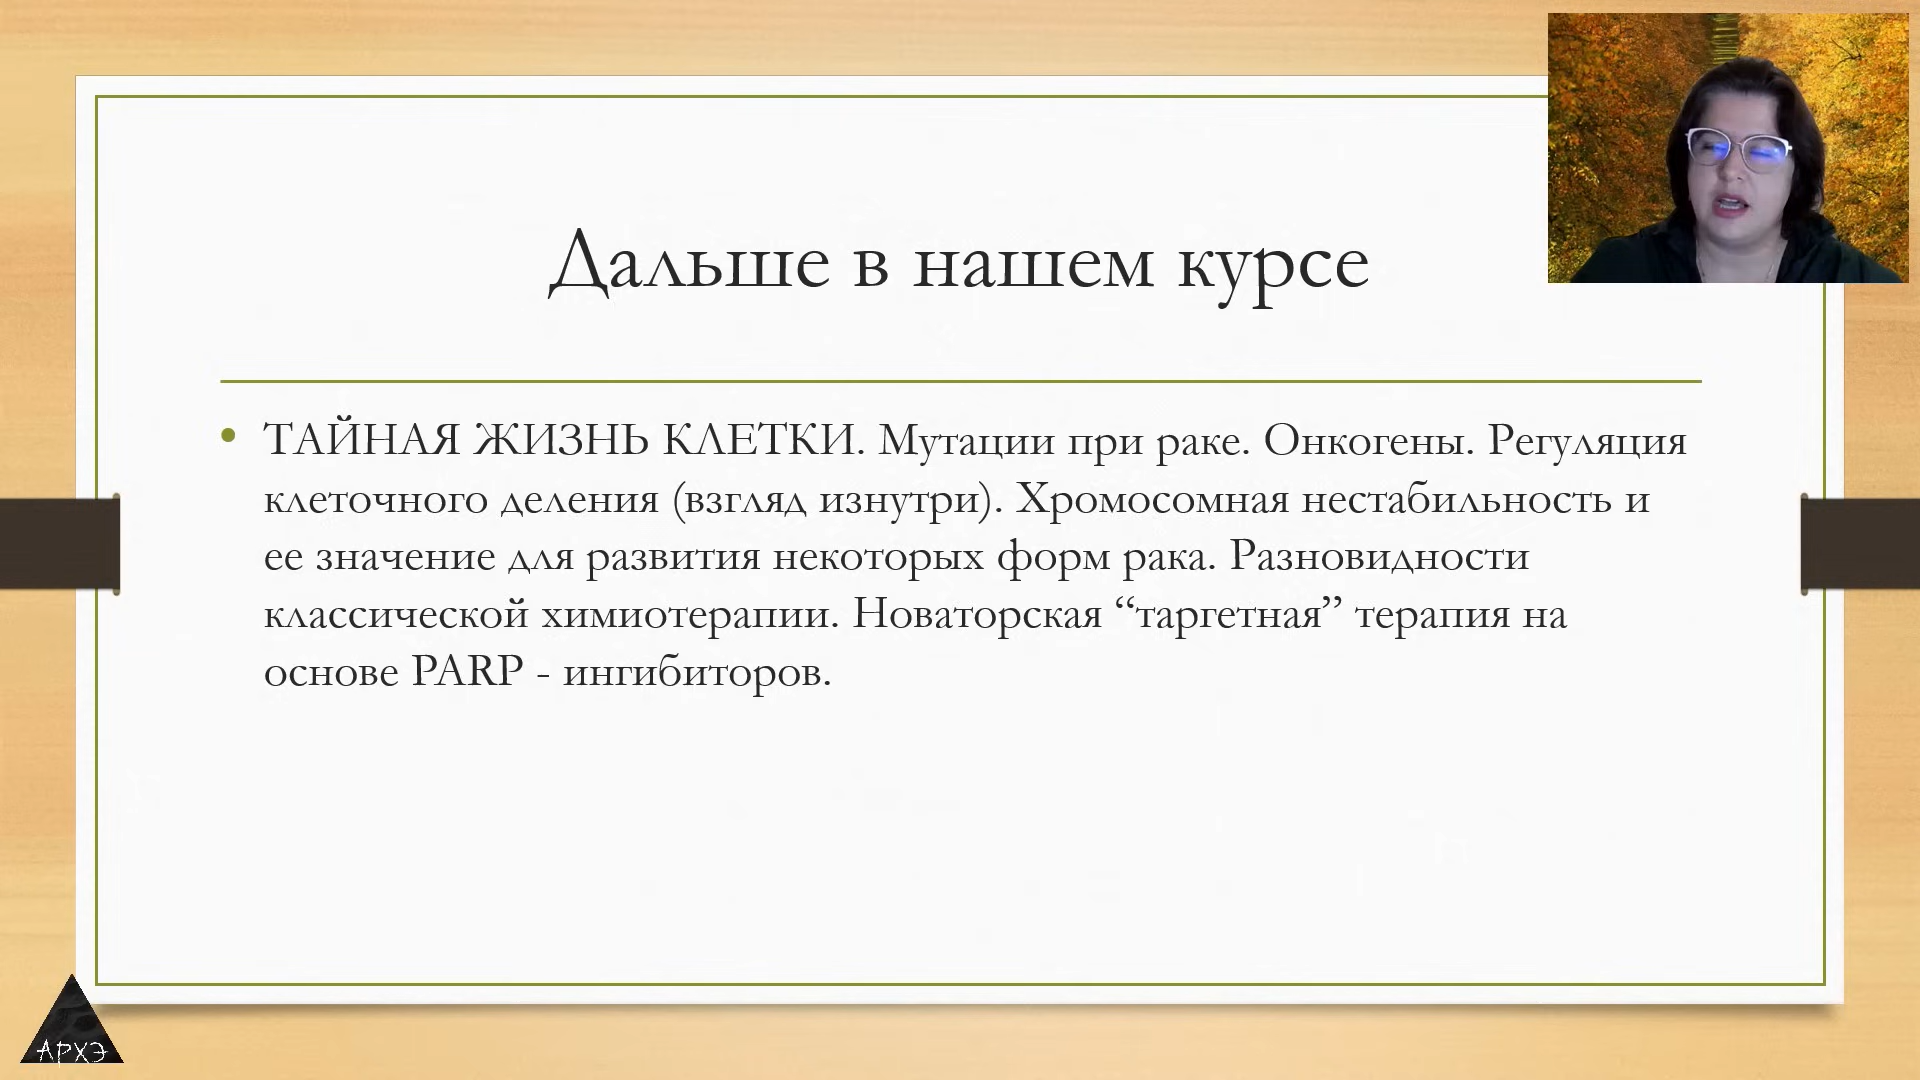 Дальше в нашем курсе
• ТАЙНАЯ ЖИЗНЬ КЛЕТКИ. Мутации при раке. Онкогены. Регуляция
клеточного деления (взгляд изнутри). Хромосомная нестабильность и
ее значение для развития некоторых форм рака. Разновидности
классической химиотерапии. Новаторская “таргетная” терапия на
основе PARP - ингибиторов.
АРХЭ